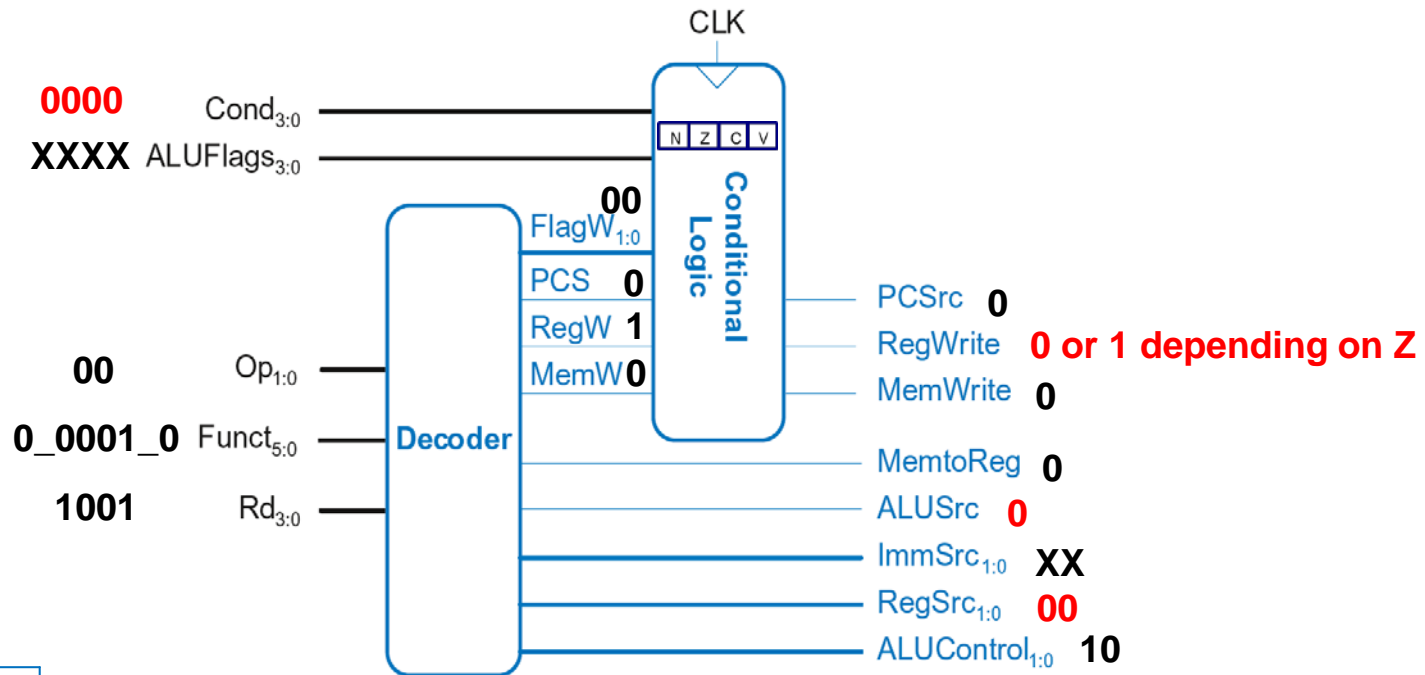 CLK
0000 Cond3:0
XXXX ALUFlags3:0
N Z C V
Conditional
Logic
00
FlagW1:0
PCS 0
RegW 1
MemW 0
PCSrc 0
RegWrite 0 or 1 depending on Z
MemWrite 0
00 Op1:0
0_0001_0 Funct5:0
1001 Rd3:0
Decoder
MemtoReg 0
ALUSrc 0
ImmSrc1:0 XX
RegSrc1:0 00
ALUControl1:0 10